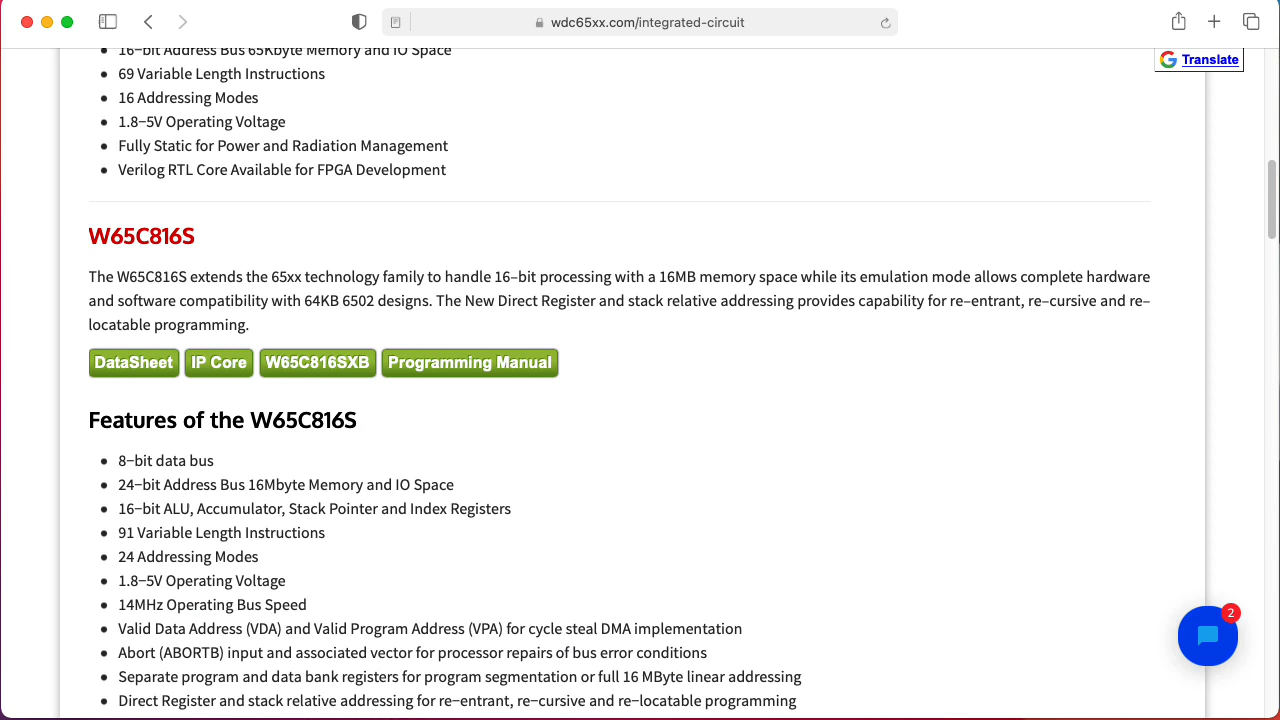 wdc65xx.com/integrated-circuit
Translate
16-bit Address Bus 65Kbyte Memory and IO Space
69 Variable Length Instructions
16 Addressing Modes
1.8-5V Operating Voltage
Fully Static for Power and Radiation Management
Verilog RTL Core Available for FPGA Development
W65C816S
The W65C816S extends the 65xx technology family to handle 16-bit processing with a 16MB memory space while its emulation mode allows complete hardware
and software compatibility with 64KB 6502 designs. The New Direct Register and stack relative addressing provides capability for re-entrant, re-cursive and re-
locatable programming.
DataSheet IP Core W65C816SXB Programming Manual
Features of the W65C816S
8-bit data bus
24-bit Address Bus 16Mbyte Memory and IO Space
16-bit ALU, Accumulator, Stack Pointer and Index Registers
91 Variable Length Instructions
24 Addressing Modes
1.8-5V Operating Voltage
14MHz Operating Bus Speed
Valid Data Address (VDA) and Valid Program Address (VPA) for cycle steal DMA implementation
Abort (ABORTB) input and associated vector for processor repairs of bus error conditions
Separate program and data bank registers for program segmentation or full 16 MByte linear addressing
Direct Register and stack relative addressing for re-entrant, re-cursive and re-locatable programming
2